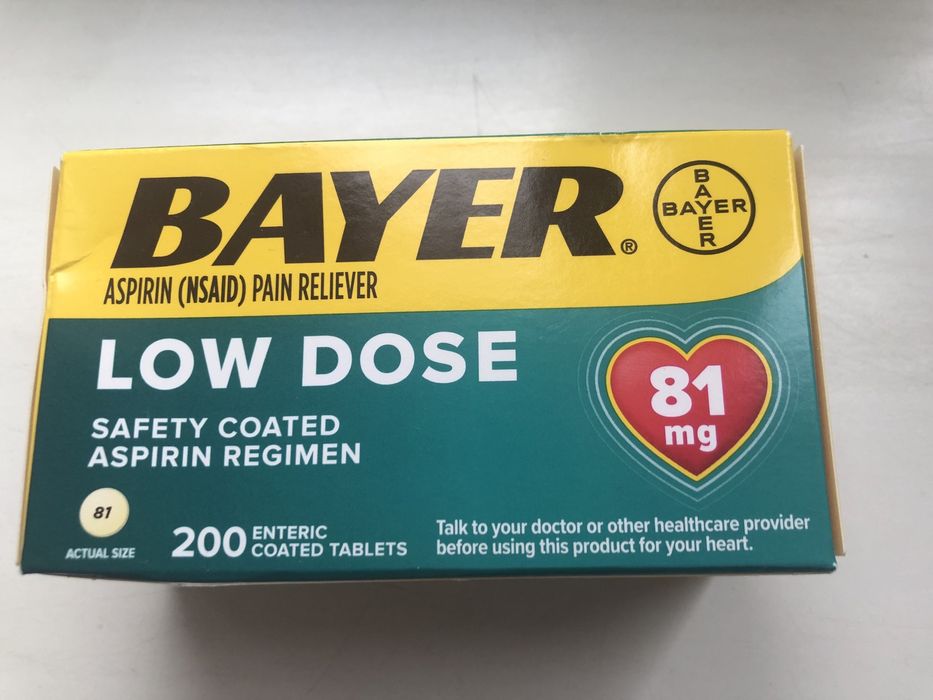 BAYER®
BAYER
BAYER
ASPIRIN (NSAID) PAIN RELIEVER
LOW DOSE
81
mg
SAFETY COATED
ASPIRIN REGIMEN
81
ACTUAL SIZE
200 ENTERIC
COATED TABLETS
Talk to your doctor or other healthcare provider
before using this product for your heart.